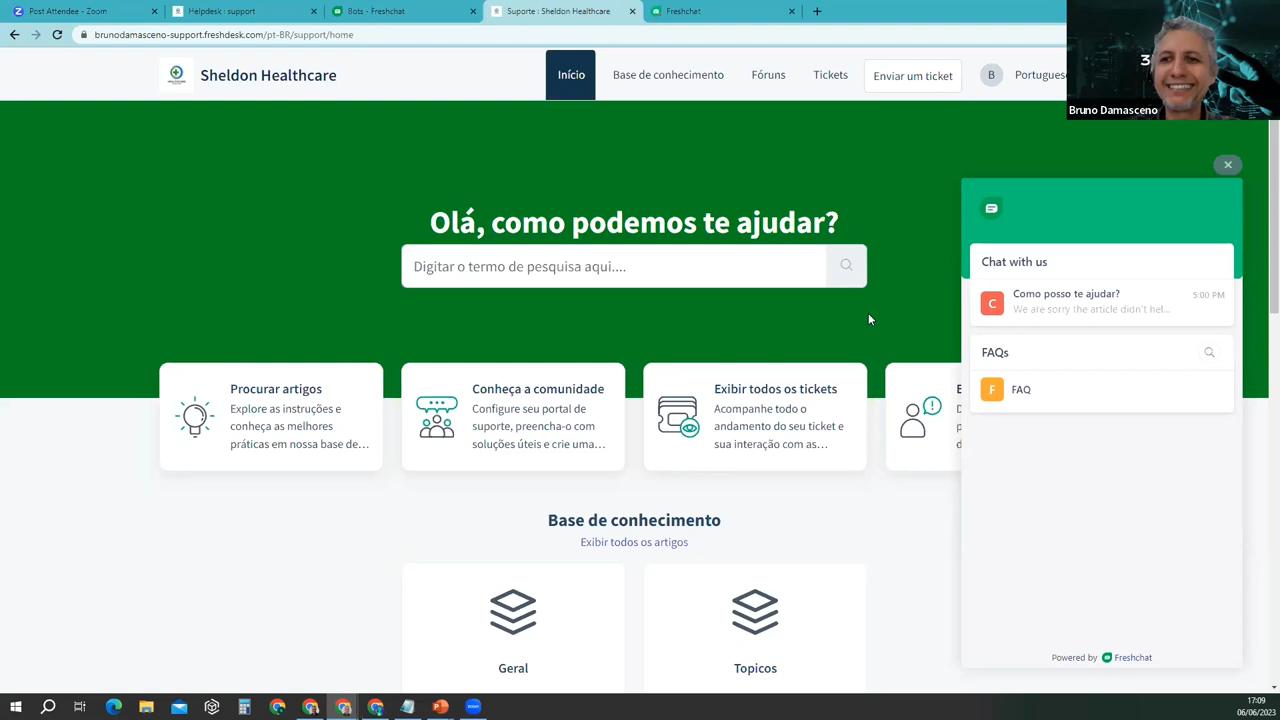 Post Attendee - Zoom
Helpdesk : support
Bots - Freshchat
Suporte : Sheldon Healthcare
Freshchat
brunodamasceno-support.freshdesk.com/pt-BR/support/home
Sheldon Healthcare
Início
Base de conhecimento
Fóruns
Tickets
Enviar um ticket
B
Bruno Damasceno
Olá, como podemos te ajudar?
Digitar o termo de pesquisa aqui....
Chat with us
C
Como posso te ajudar?
5:00 PM
We are sorry the article didn't hel...
FAQs
F
FAQ
Powered by Freshchat
Procurar artigos
Explore as instruções e
conheça as melhores
práticas em nossa base de...
Conheça a comunidade
Configure seu portal de
suporte, preencha-o com
soluções úteis e crie uma...
Exibir todos os tickets
Acompanhe todo o
andamento do seu ticket e
sua interação com as...
Base de conhecimento
Exibir todos os artigos
Geral
Topicos
17:09
06/06/2023